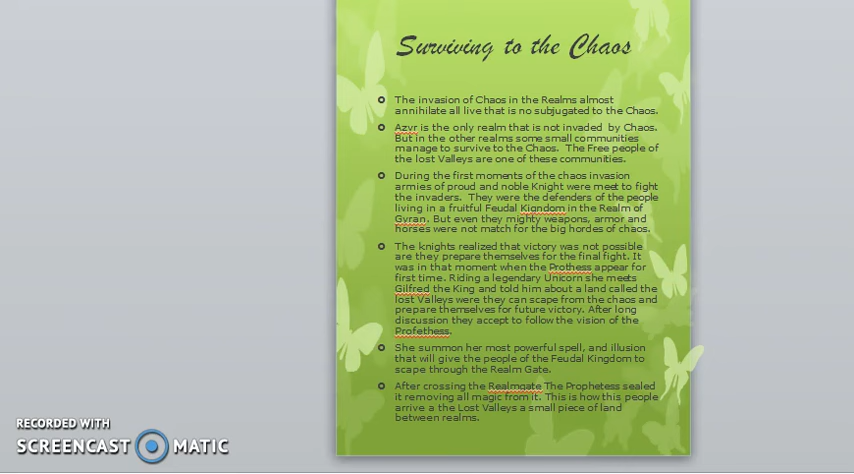 Surviving to the Chaos
The invasion of Chaos in the Realms almost
annihilate all live that is no subjugated to the Chaos.
Azyr is the only realm that is not invaded by Chaos.
But in the other realms some small communities
manage to survive to the Chaos. The Free people of
the lost Valleys are one of these communities.
During the first moments of the chaos invasion
armies of proud and noble Knight were meet to fight
the invaders. They were the defenders of the people
living in a fruitful Feudal Kigndom in the Realm of
Gyran. But even they mighty weapons, armor and
horses were not match for the big hordes of chaos.
The knights realized that victory was not possible
are they prepare themselves for the final fight. It
was in that moment when the Prothess appear for
first time. Riding a legendary Unicorn she meets
Gilfred the King and told him about a land called the
lost Valleys were they can scape from the chaos and
prepare themselves for future victory. After long
discussion they accept to follow the vision of the
Profethess.
She summon her most powerful spell, and illusion
that will give the people of the Feudal Kingdom to
scape through the Realm Gate.
After crossing the Realmgate The Prophetess sealed
it removing all magic from it. This is how this people
arrive a the Lost Valleys a small piece of land
between realms.
RECORDED WITH
SCREENCAST MATIC